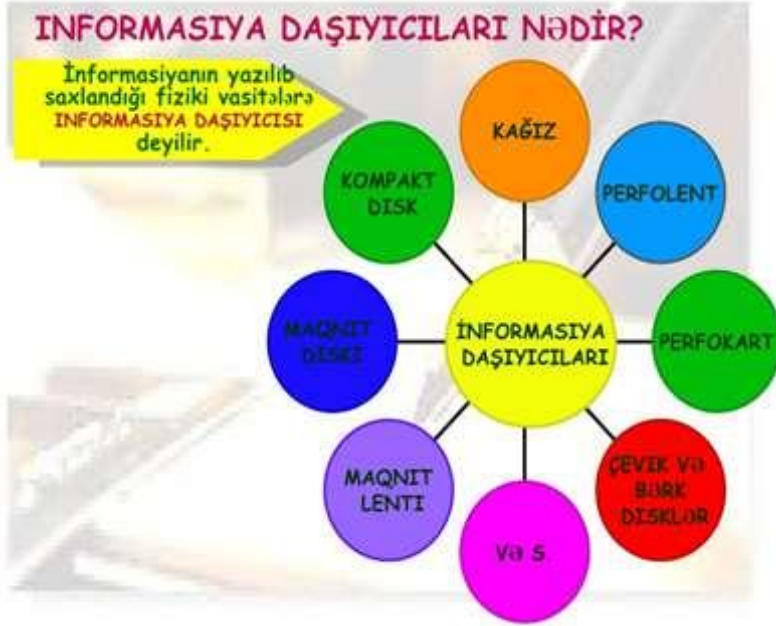 INFORMASIYA DAŞIYICILARI NƏDİR?
İnformasiyanın yazılıb
saxlandığı fiziki vasitələrə
INFORMASIYA DAŞIYICISI
deyilir.
KAĞIZ
PERFOLENT
PERFOKART
ÇEVIK VƏ
BƏRK
DISKLƏR
VƏ S.
MAQNIT
LENTI
MAQNIT
DISKI
KOMPAKT
DISK
İNFORMASIYA
DAŞIYICILARI